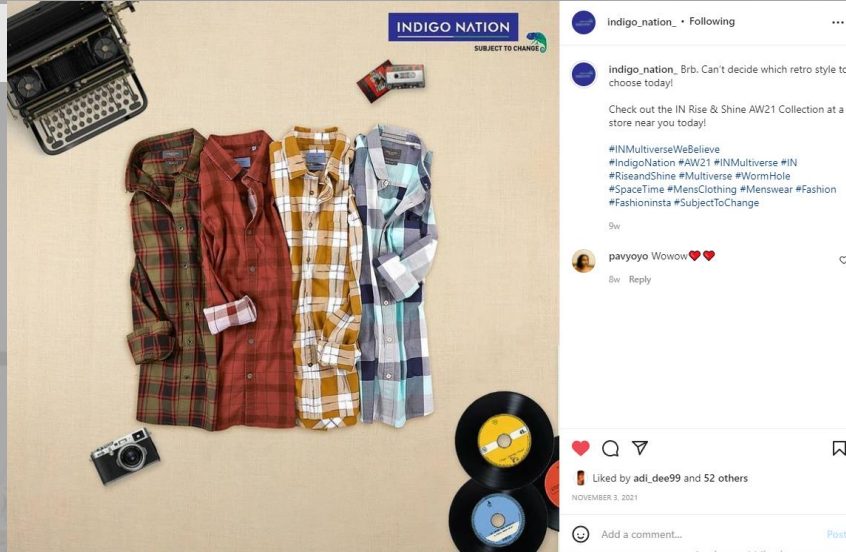 INDIGO NATION
SUBJECT TO CHANGE
indigo_nation_ • Following
indigo_nation_ Brb. Can't decide which retro style to
choose today!
Check out the IN Rise & Shine AW21 Collection at a
store near you today!
#INMultiverseWeBelieve
#IndigoNation #AW21 #INMultiverse #IN
#RiseandShine #Multiverse #WormHole
#SpaceTime #MensClothing #Menswear #Fashion
#Fashioninsta #SubjectToChange
9w
pavyoyo Wowow❤️❤️
8w Reply
Liked by adi_dee99 and 52 others
NOVEMBER 3, 2021
Add a comment...
Post